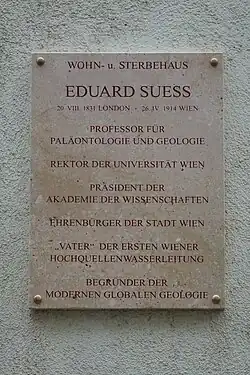 WOHN- u. STERBEHAUS
EDUARD SUESS
20. VIII. 1831 LONDON - 26. IV. 1914 WIEN
PROFESSOR FÜR
PALÄONTOLOGIE UND GEOLOGIE
REKTOR DER UNIVERSITÄT WIEN
PRÄSIDENT DER
AKADEMIE DER WISSENSCHAFTEN
EHRENBÜRGER DER STADT WIEN
„VATER“ DER ERSTEN WIENER
HOCHQUELLENWASSERLEITUNG
BEGRÜNDER DER
MODERNEN GLOBALEN GEOLOGIE